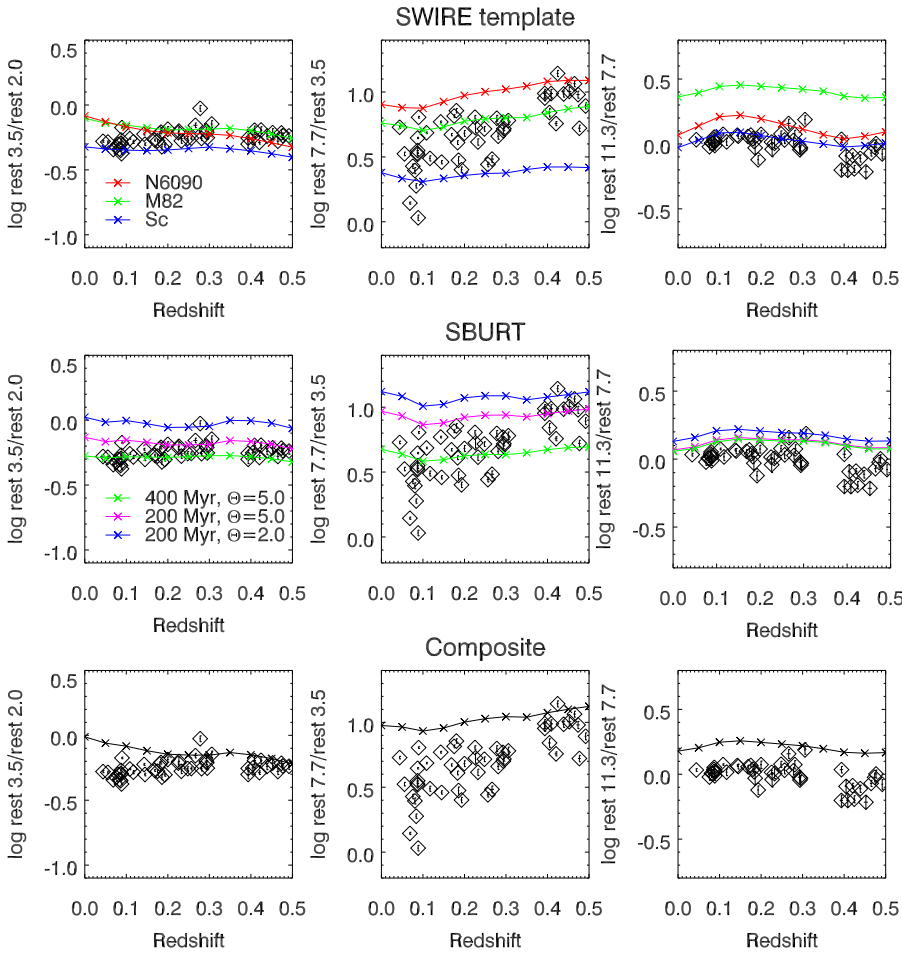 SWIRE template
log rest 3.5/rest 2.0
0.5
0.0
-0.5
-1.0
N6090
M82
Sc
0.0 0.1 0.2 0.3 0.4 0.5
Redshift
log rest 7.7/rest 3.5
1.0
0.5
0.0
0.0 0.1 0.2 0.3 0.4 0.5
Redshift
log rest 11.3/rest 7.7
0.5
0.0
-0.5
0.0 0.1 0.2 0.3 0.4 0.5
Redshift
SBURT
log rest 3.5/rest 2.0
0.5
0.0
-0.5
-1.0
400 Myr, Θ=5.0
200 Myr, Θ=5.0
200 Myr, Θ=2.0
0.0 0.1 0.2 0.3 0.4 0.5
Redshift
log rest 7.7/rest 3.5
1.0
0.5
0.0
0.0 0.1 0.2 0.3 0.4 0.5
Redshift
log rest 11.3/rest 7.7
0.5
0.0
-0.5
0.0 0.1 0.2 0.3 0.4 0.5
Redshift
Composite
log rest 3.5/rest 2.0
0.5
0.0
-0.5
-1.0
0.0 0.1 0.2 0.3 0.4 0.5
Redshift
log rest 7.7/rest 3.5
1.0
0.5
0.0
0.0 0.1 0.2 0.3 0.4 0.5
Redshift
log rest 11.3/rest 7.7
0.5
0.0
-0.5
0.0 0.1 0.2 0.3 0.4 0.5
Redshift